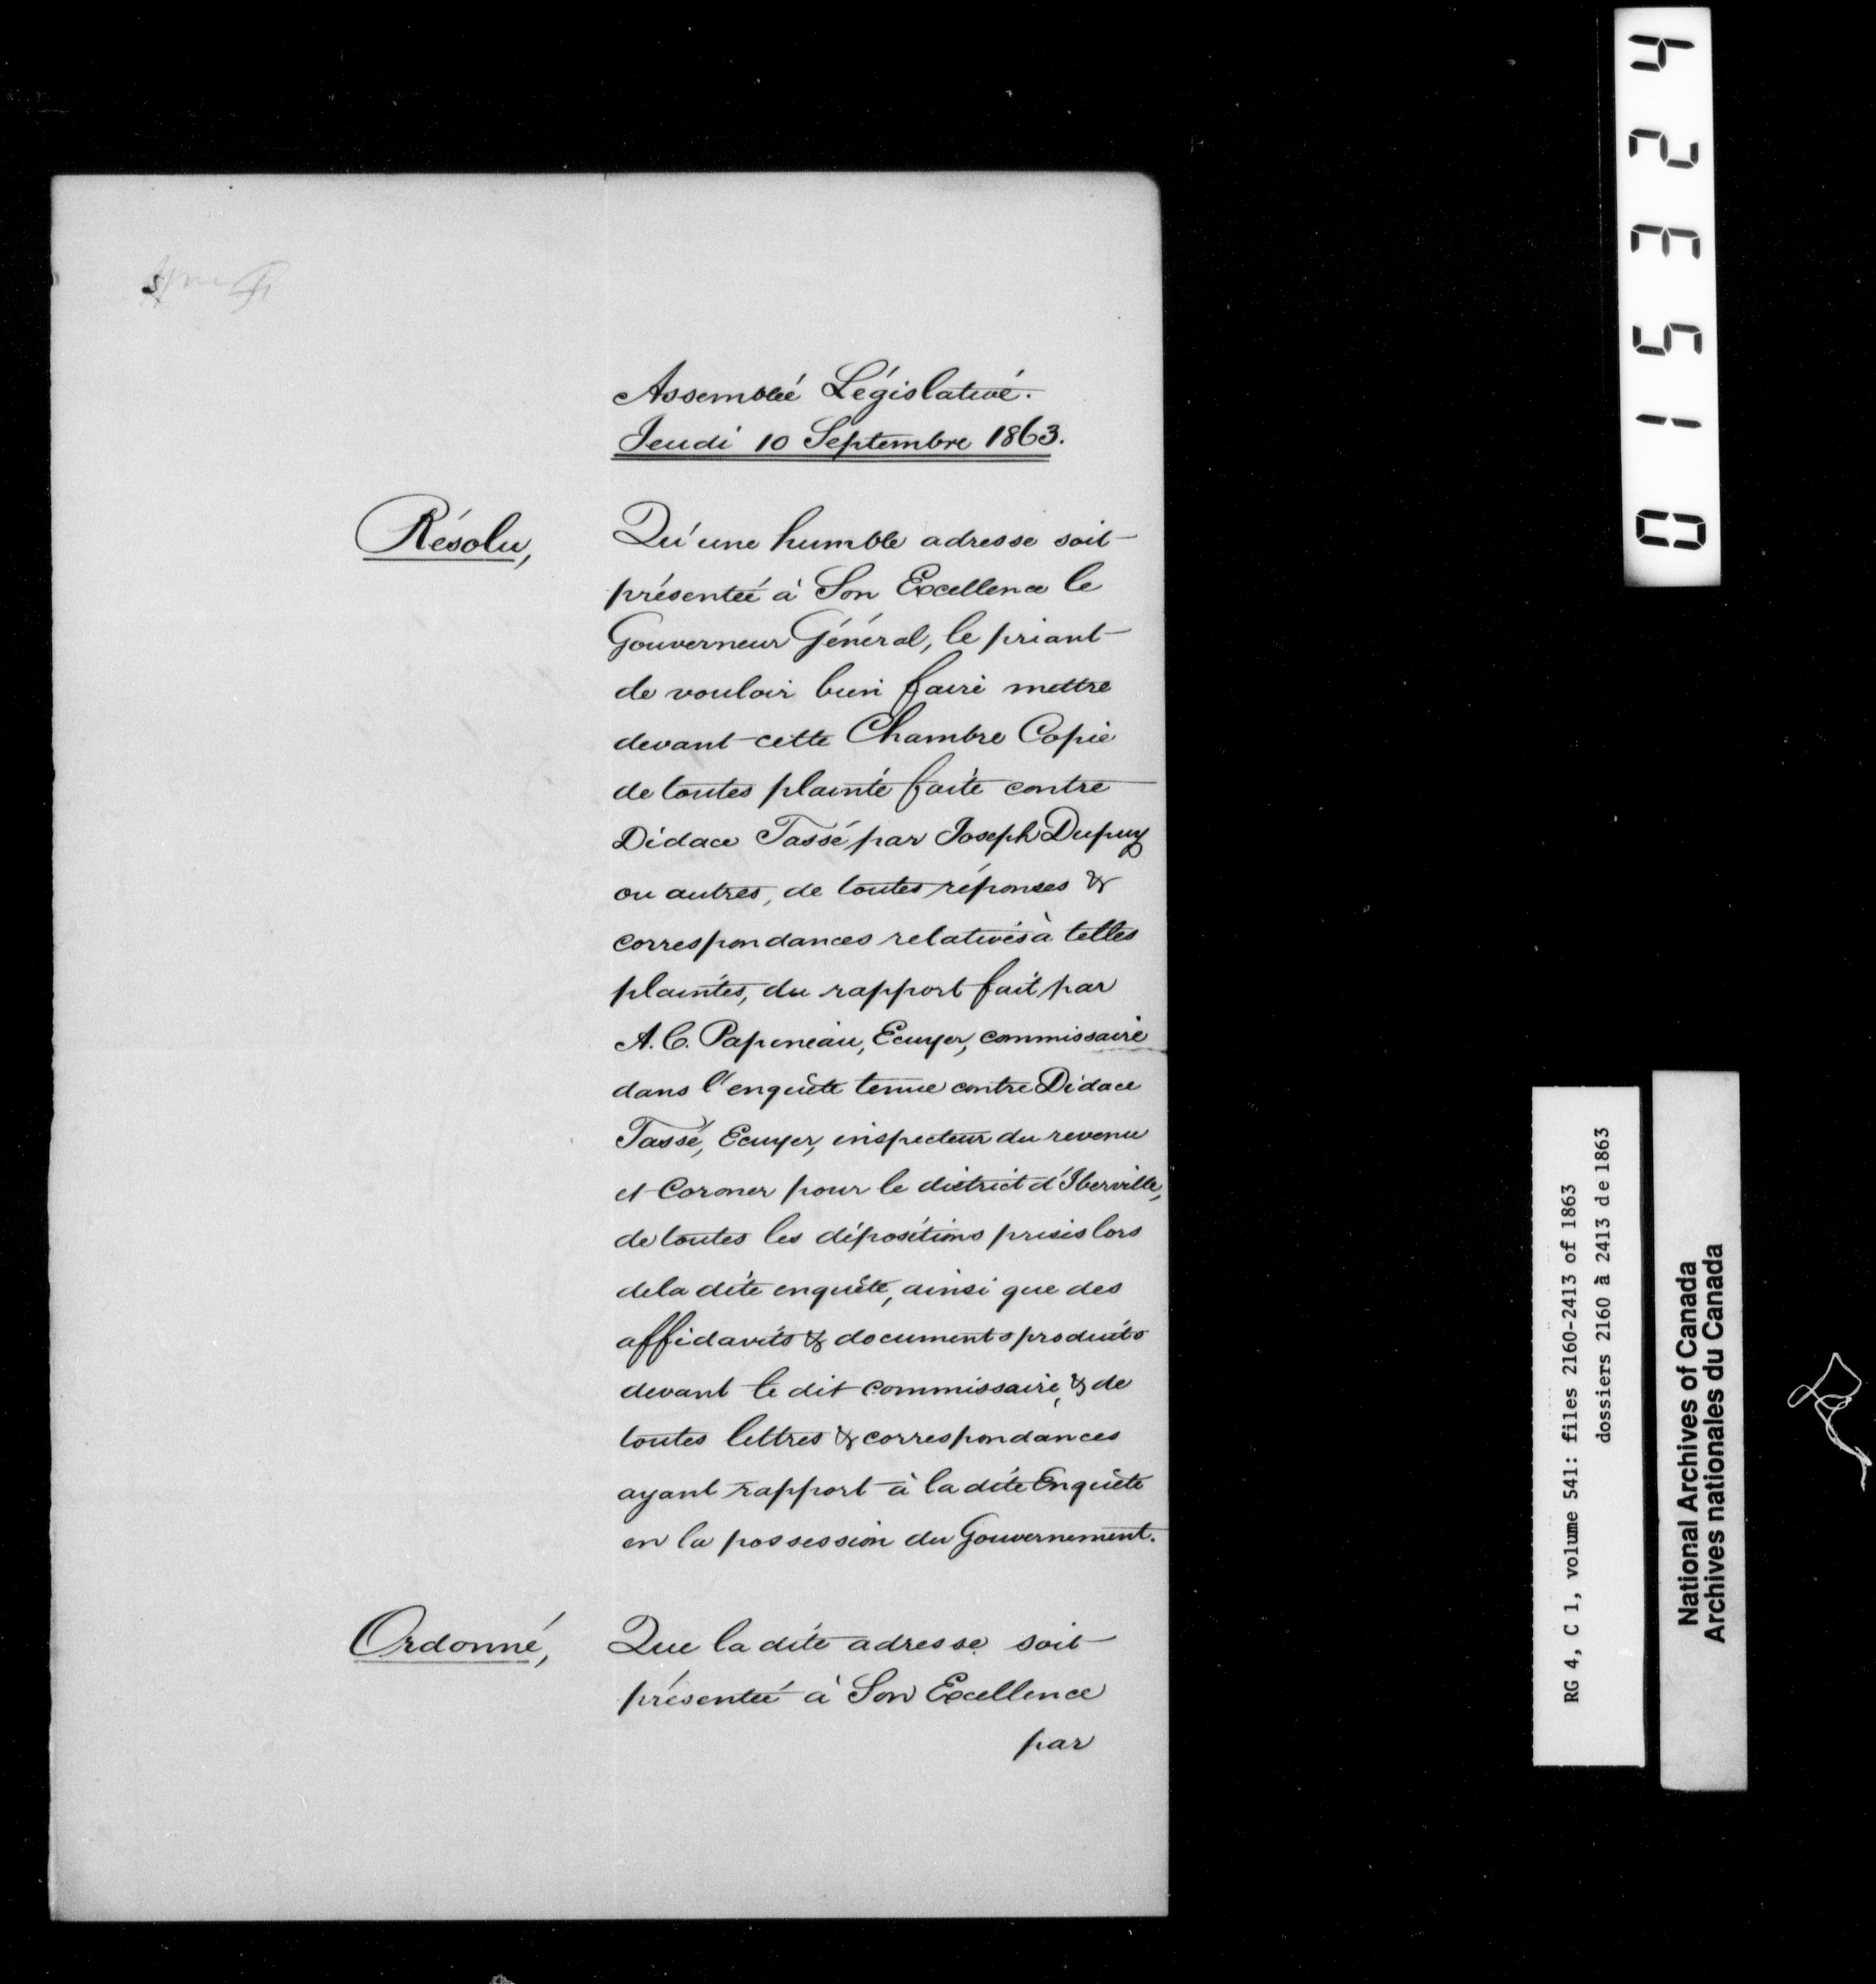 Assemblée Législative.
Jeudi 10 Septembre 1863.
Résolu, Qu'une humble adresse soit
présentée à Son Excellence le
Gouverneur Général, le priant
de vouloir bien faire mettre
devant cette Chambre Copie
de toutes plainte faite contre
Didace Tassé par Joseph Dupuy
ou autres, de toutes réponses &
correspondances relatives à telles
plaintes, du rapport fait par
A. C. Papineau, Ecuyer, commissaire
dans l'enquête tenue contre Didace
Tassé, Ecuyer, inspecteur du revenu
et Coroner pour le district d'Iberville,
de toutes les dépositions prises lors
de la dite enquête, ainsi que des
affidavits & documents produits
devant le dit commissaire, & de
toutes lettres & correspondances
ayant rapport à la dite Enquête
en la possession du Gouvernement.
Ordonné, Que la dite adresse soit
présentée à Son Excellence
par
015324
RG 4, C 1, volume 541: files 2160-2413 of 1863
dossiers 2160 à 2413 de 1863
National Archives of Canada
Archives nationales du Canada